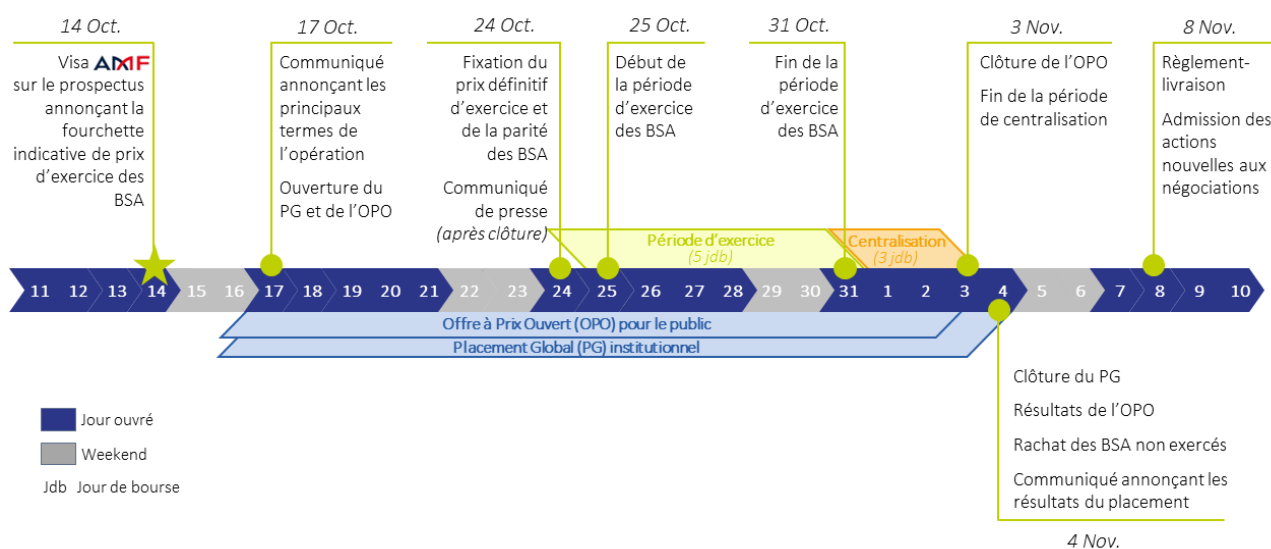 14 Oct.
Visa AMF
sur le prospectus
annonçant la
fourchette
indicative de prix
d’exercice des
BSA
17 Oct.
Communiqué
annonçant les
principaux
termes de
l’opération
Ouverture du
PG et de l’OPO
24 Oct.
Fixation du
prix définitif
d’exercice et
de la parité
des BSA
Communiqué
de presse
(après clôture)
25 Oct.
Début de
la période
d’exercice
des BSA
31 Oct.
Fin de la
période
d’exercice
des BSA
3 Nov.
Clôture de l’OPO
Fin de la période
de centralisation
8 Nov.
Règlement-
livraison
Admission des
actions
nouvelles aux
négociations
Période d’exercice
(5 jdb)
Centralisation
(3 jdb)
11 12 13 14 15 16 17 18 19 20 21 22 23 24 25 26 27 28 29 30 31 1 2 3 4 5 6 7 8 9 10
Offre à Prix Ouvert (OPO) pour le public
Placement Global (PG) institutionnel
Jour ouvré
Weekend
Jdb Jour de bourse
Clôture du PG
Résultats de l’OPO
Rachat des BSA non exercés
Communiqué annonçant les
résultats du placement
4 Nov.